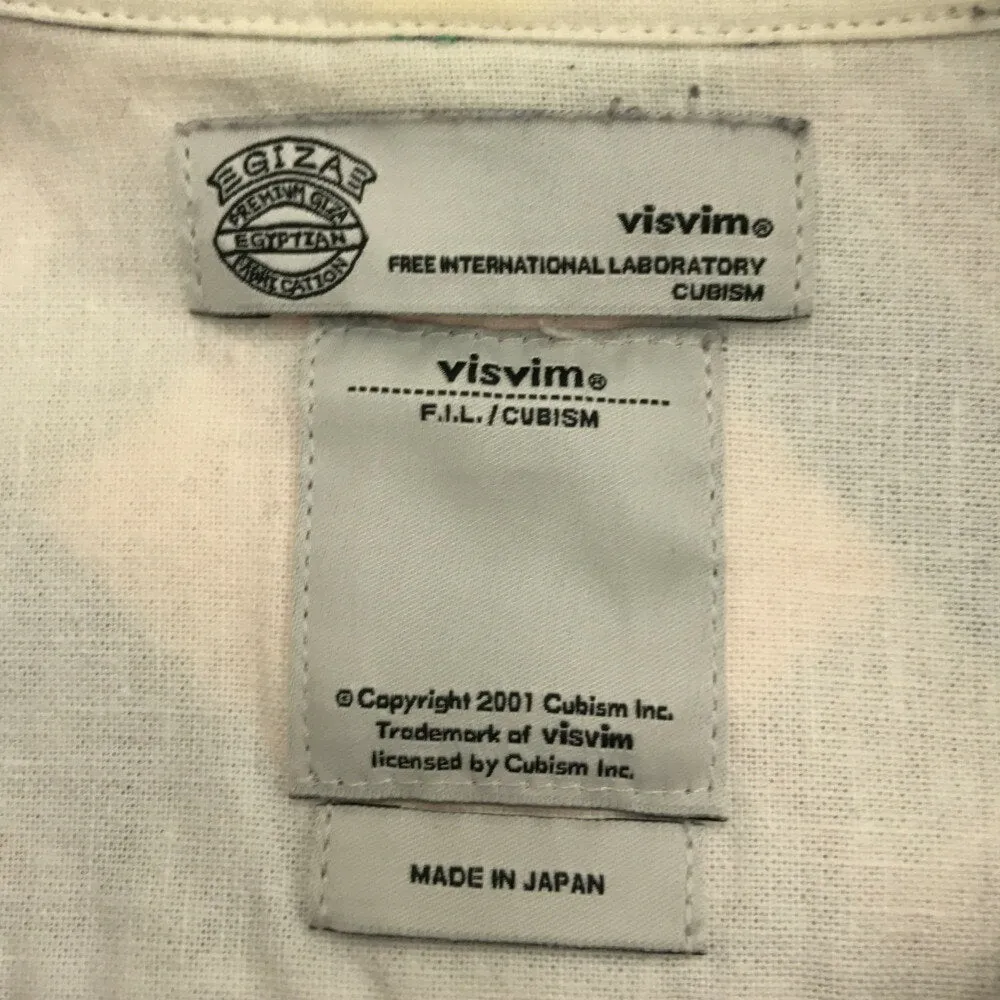 GIZA
PREMIUM GIZA
EGYPTIAN
visvim®
FREE INTERNATIONAL LABORATORY
CUBISM
visvim®
F.I.L./CUBISM
© Copyright 2001 Cubism Inc.
Trademark of visvim
licensed by Cubism Inc.
MADE IN JAPAN